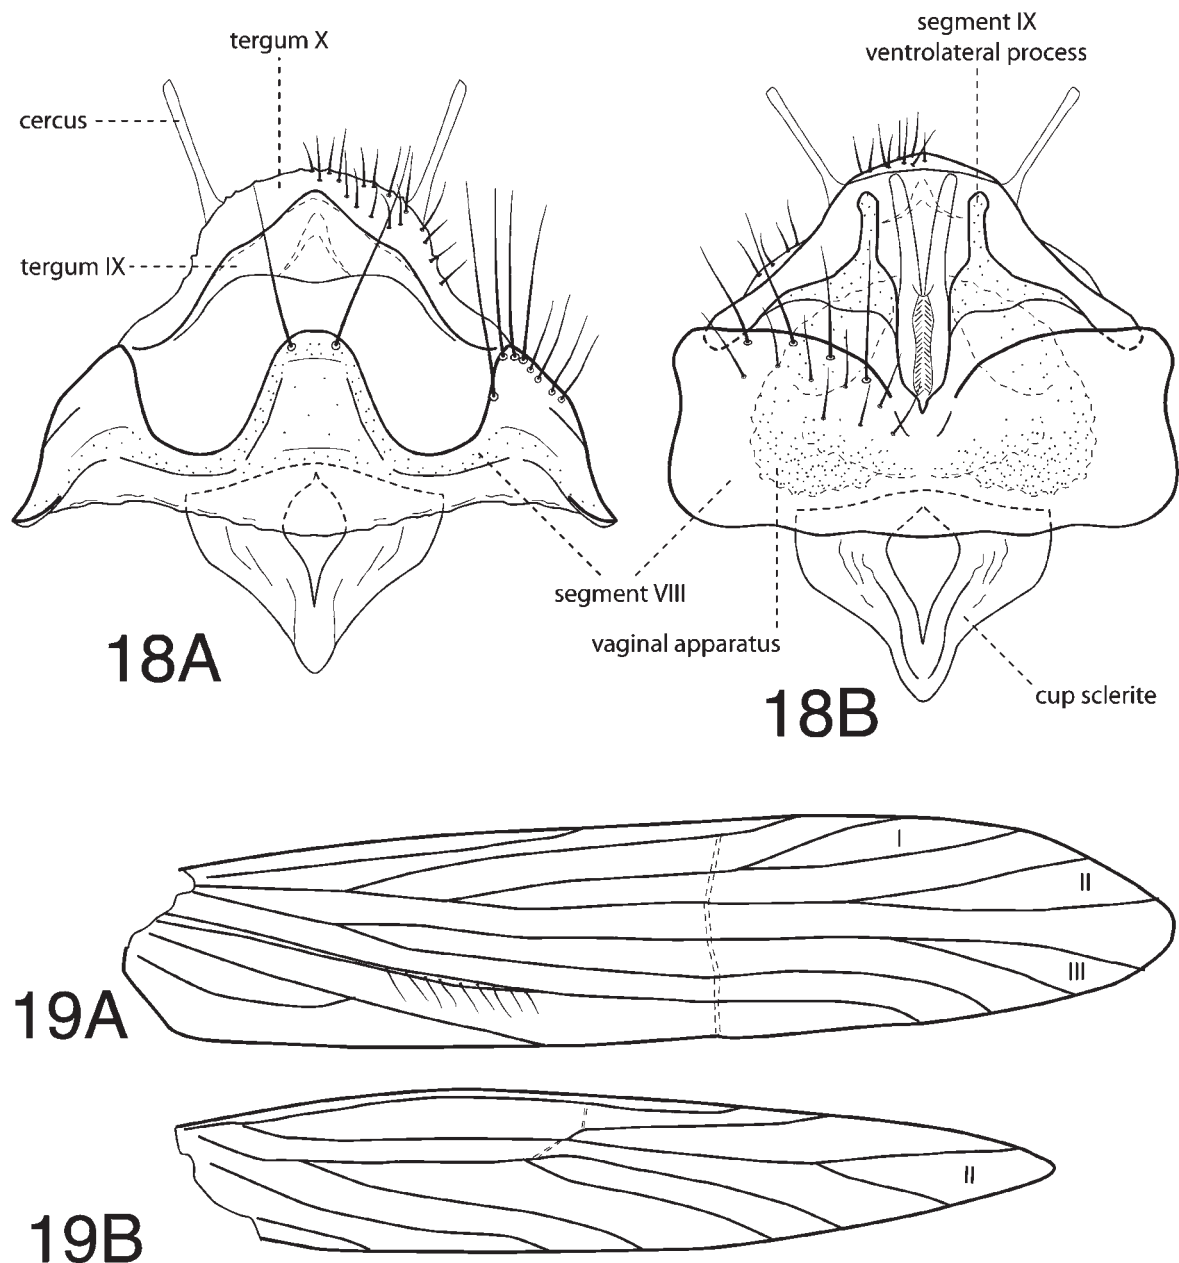 tergum X
cercus
tergum IX
18A
segment IX
ventrolateral process
segment VIII
vaginal apparatus
18B
cup sclerite
I
II
III
19A
II
19B